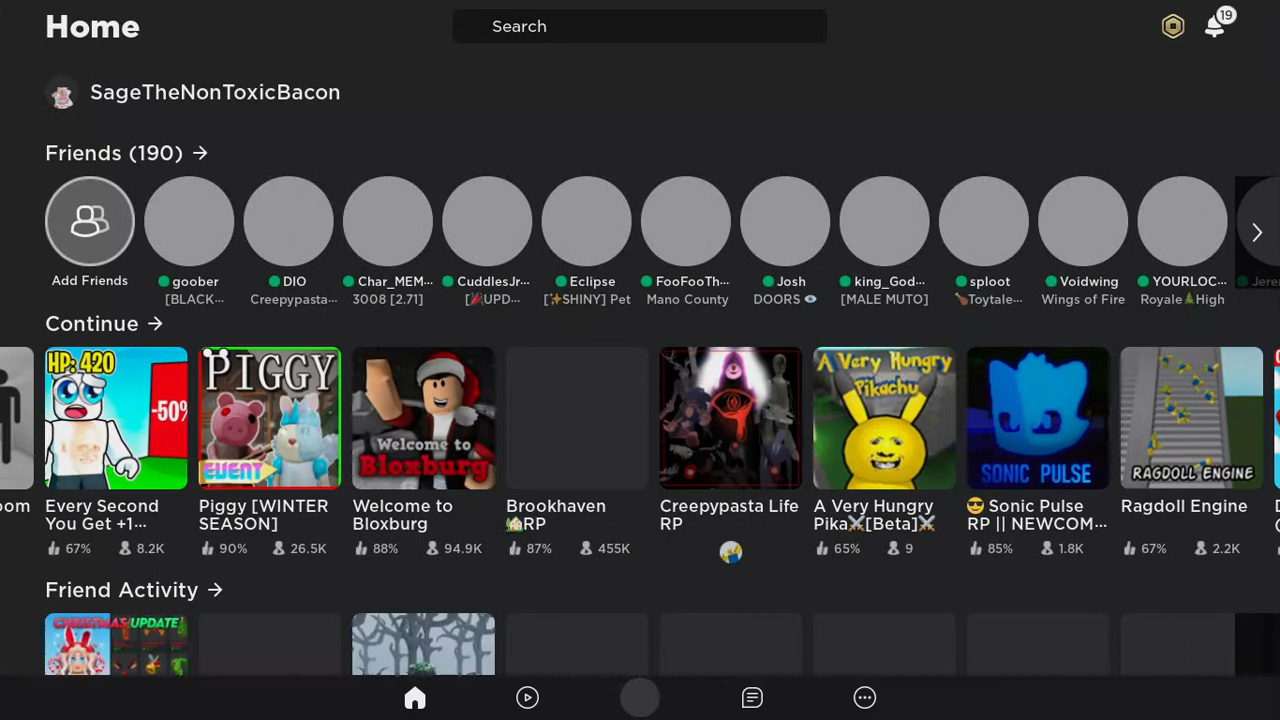 Home
Search
19
SageTheNonToxicBacon
Friends (190) →
Add Friends
goober
[BLACK...
DIO
Creepypasta...
Char_MEM...
3008 [2.71]
CuddlesJr...
[🎉UPD...
Eclipse
[✨SHINY] Pet
FooFooTh...
Mano County
Josh
DOORS 👁
king_God...
[MALE MUTO]
sploot
Toytale...
Voidwing
Wings of Fire
YOURLOC...
Royale🌲High
Jere
Continue →
oom
HP: 420
-50%
Every Second
You Get +1...
67% 8.2K
PIGGY
EVENT
Piggy [WINTER
SEASON]
90% 26.5K
Welcome to
Bloxburg
Welcome to
Bloxburg
88% 94.9K
Brookhaven
🏡RP
87% 455K
Creepypasta Life
RP
A Very Hungry
Pikachu
A Very Hungry
Pika⚔[Beta]⚔
65% 9
SONIC PULSE
😎 Sonic Pulse
RP || NEWCOM...
85% 1.8K
RAGDOLL ENGINE
Ragdoll Engine
67% 2.2K
Friend Activity →
CHRISTMAS UPDATE